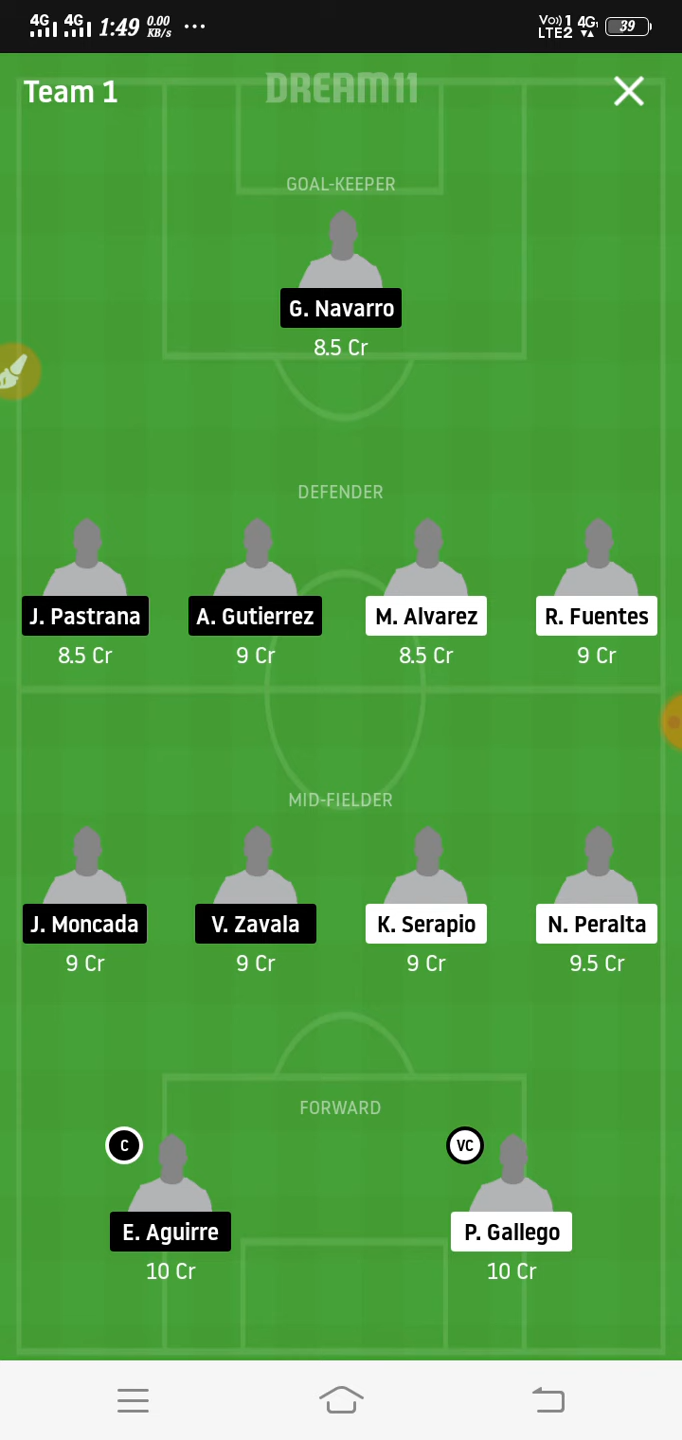 4G 4G 1:49 0.00 KB/s ... Vo)) 1 LTE2 4G 39
Team 1 DREAM11
GOAL-KEEPER
G. Navarro
8.5 Cr
DEFENDER
J. Pastrana A. Gutierrez M. Alvarez R. Fuentes
8.5 Cr 9 Cr 8.5 Cr 9 Cr
MID-FIELDER
J. Moncada V. Zavala K. Serapio N. Peralta
9 Cr 9 Cr 9 Cr 9.5 Cr
FORWARD
C VC
E. Aguirre P. Gallego
10 Cr 10 Cr